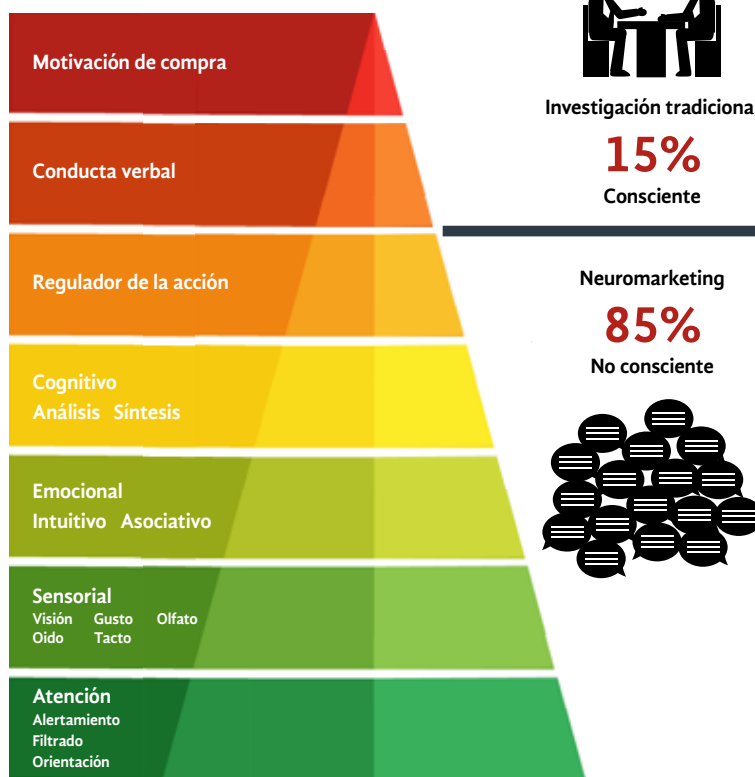 Motivación de compra
Conducta verbal
Regulador de la acción
Cognitivo
Análisis Síntesis
Emocional
Intuitivo Asociativo
Sensorial
Visión Gusto Olfato
Oido Tacto
Atención
Alertamiento
Filtrado
Orientación
Investigación tradiciona
15%
Consciente
Neuromarketing
85%
No consciente